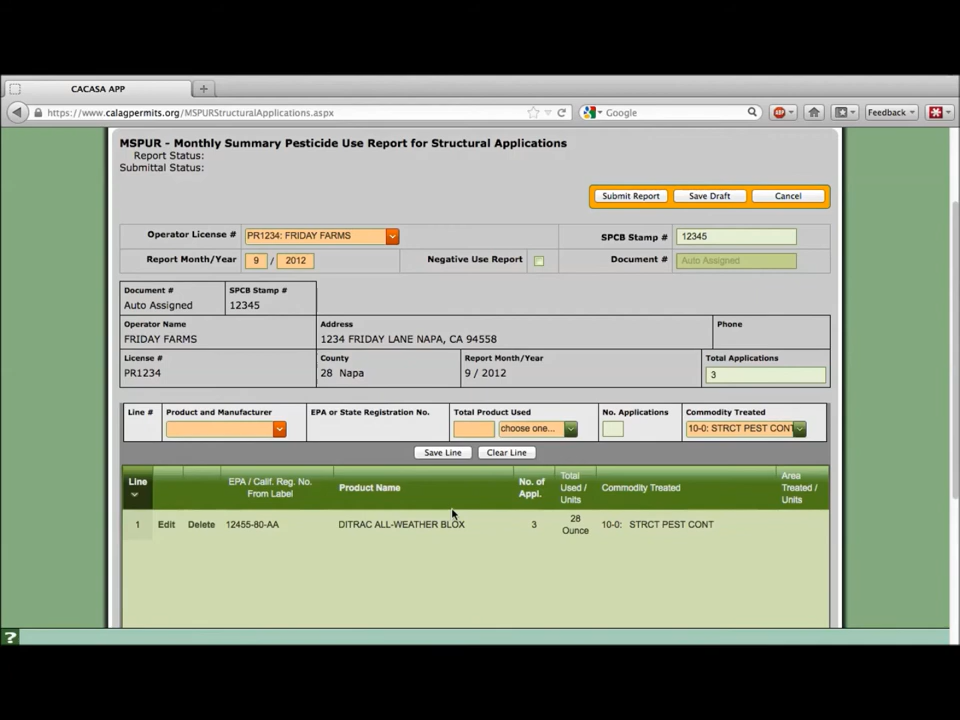 CACASA APP
https://www.calagpermits.org/MSPURStructuralApplications.aspx
Google
Feedback
MSPUR - Monthly Summary Pesticide Use Report for Structural Applications
Report Status:
Submittal Status:
Submit Report Save Draft Cancel
Operator License # PR1234: FRIDAY FARMS SPCB Stamp # 12345
Report Month/Year 9 / 2012 Negative Use Report Document # Auto Assigned
Document # SPCB Stamp #
Auto Assigned 12345
Operator Name Address Phone
FRIDAY FARMS 1234 FRIDAY LANE NAPA, CA 94558
License # County Report Month/Year Total Applications
PR1234 28 Napa 9 / 2012 3
Line # Product and Manufacturer EPA or State Registration No. Total Product Used No. Applications Commodity Treated
choose one... 10-0: STRCT PEST CONT
Save Line Clear Line
Line EPA / Calif. Reg. No. From Label Product Name No. of Appl. Total Used / Units Commodity Treated Area Treated / Units
1 Edit Delete 12455-80-AA DITRAC ALL-WEATHER BLOX 3 28 Ounce 10-0: STRCT PEST CONT
?